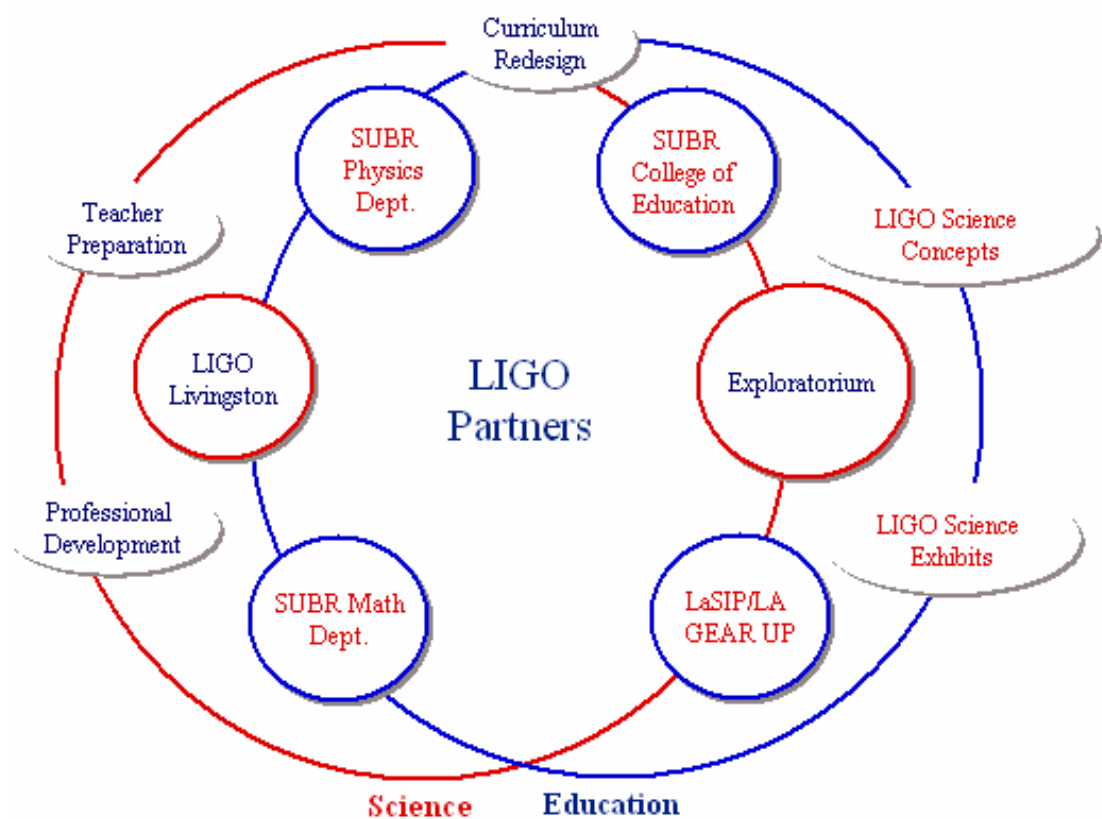 Curriculum
Redesign
SUBR
Physics
Dept.
SUBR
College of
Education
Teacher
Preparation
LIGO Science
Concepts
LIGO
Livingston
LIGO
Partners
Exploratorium
Professional
Development
LIGO Science
Exhibits
SUBR Math
Dept.
LaSIP/LA
GEAR UP
Science
Education